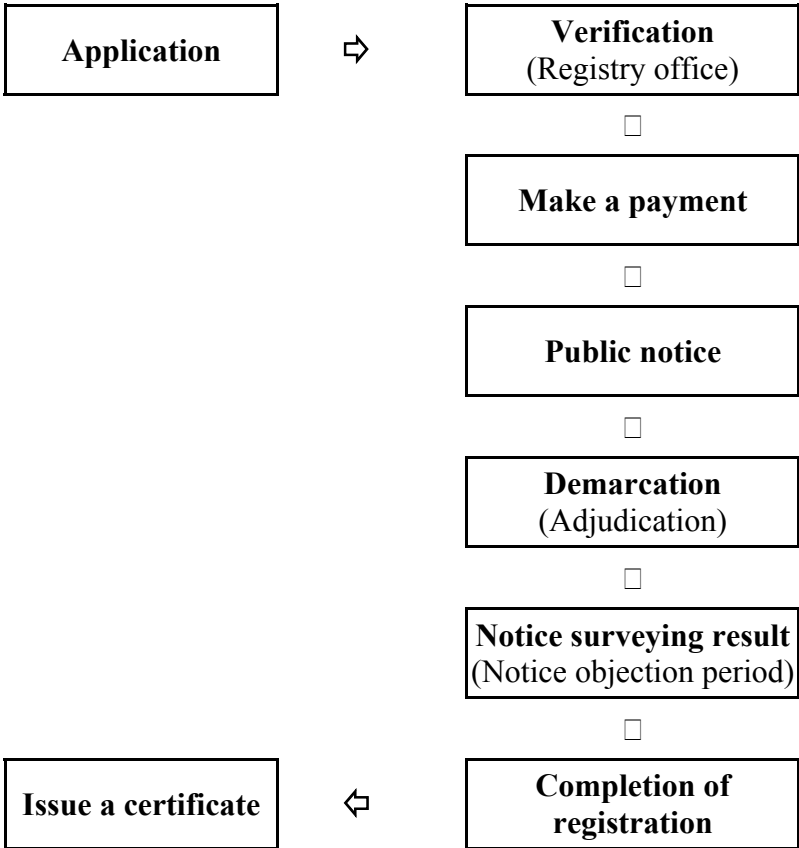 Application
Verification
(Registry office)
Make a payment
Public notice
Demarcation
(Adjudication)
Notice surveying result
(Notice objection period)
Issue a certificate
Completion of
registration